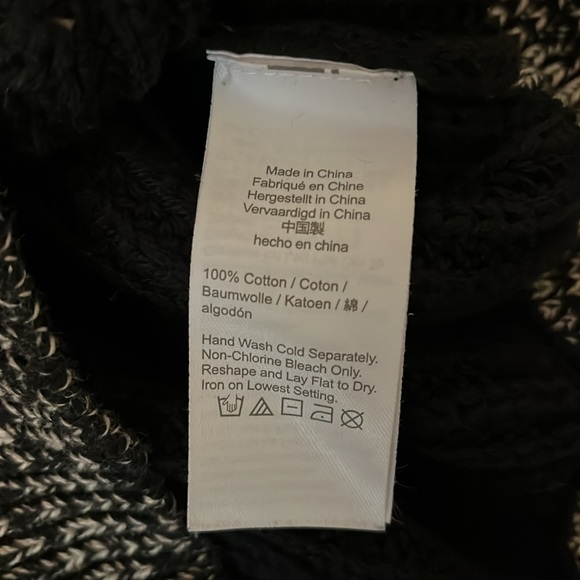 Made in China
Fabriqué en Chine
Hergestellt in China
Vervaardigd in China
中国製
hecho en china
100% Cotton / Coton /
Baumwolle / Katoen / 綿 /
algodón
Hand Wash Cold Separately.
Non-Chlorine Bleach Only.
Reshape and Lay Flat to Dry.
Iron on Lowest Setting.